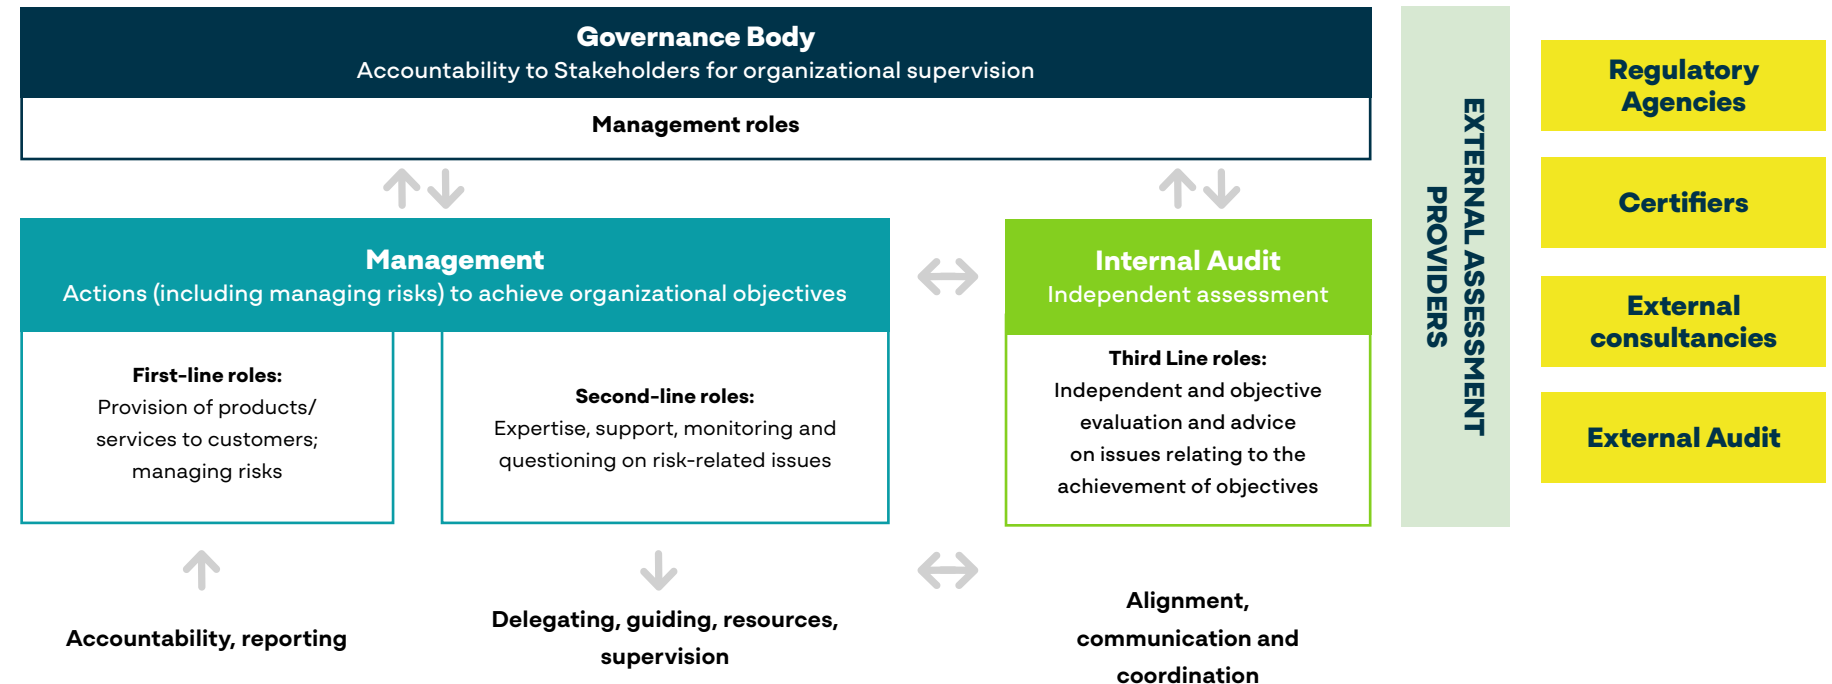 Governance Body
Accountability to Stakeholders for organizational supervision
Management roles
Management
Actions (including managing risks) to achieve organizational objectives
First-line roles:
Provision of products/
services to customers;
managing risks
Second-line roles:
Expertise, support, monitoring and
questioning on risk-related issues
Internal Audit
Independent assessment
Third Line roles:
Independent and objective
evaluation and advice
on issues relating to the
achievement of objectives
Accountability, reporting
Delegating, guiding, resources,
supervision
Alignment,
communication and
coordination
EXTERNAL ASSESSMENT
PROVIDERS
Regulatory
Agencies
Certifiers
External
consultancies
External Audit